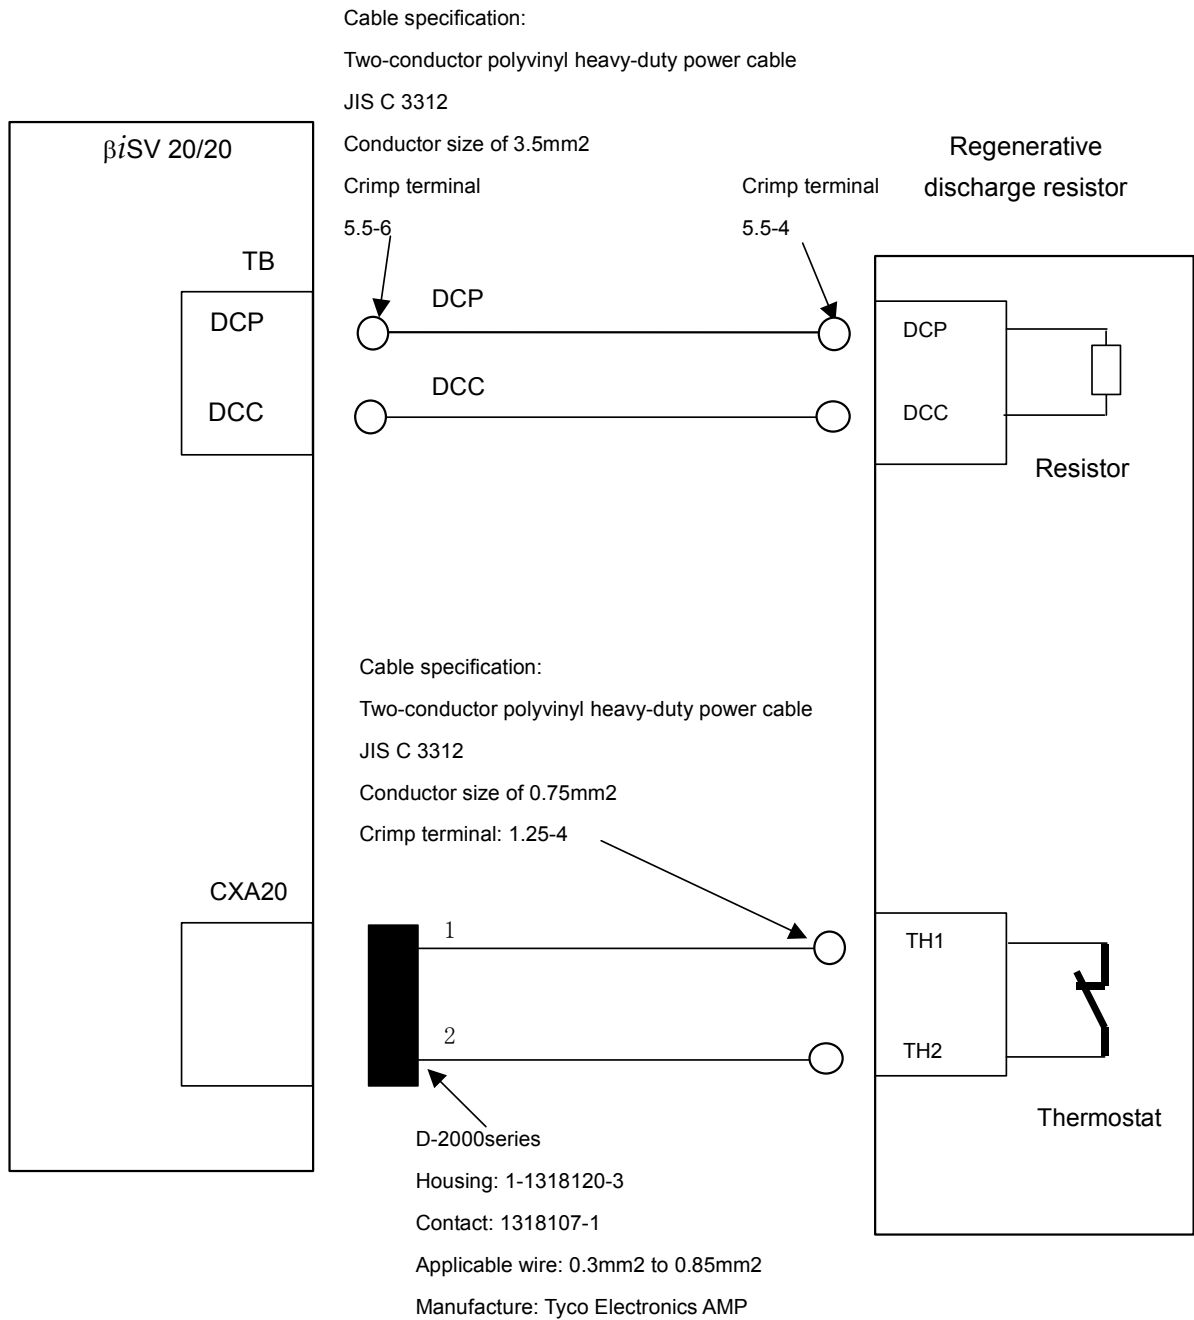 Cable specification:
Two-conductor polyvinyl heavy-duty power cable
JIS C 3312
Conductor size of 3.5mm2
Crimp terminal
5.5-6
Crimp terminal
5.5-4
βiSV 20/20
TB
DCP
DCC
DCP
DCC
Regenerative
discharge resistor
DCP
DCC
Resistor
Cable specification:
Two-conductor polyvinyl heavy-duty power cable
JIS C 3312
Conductor size of 0.75mm2
Crimp terminal: 1.25-4
CXA20
1
2
TH1
TH2
Thermostat
D-2000series
Housing: 1-1318120-3
Contact: 1318107-1
Applicable wire: 0.3mm2 to 0.85mm2
Manufacture: Tyco Electronics AMP